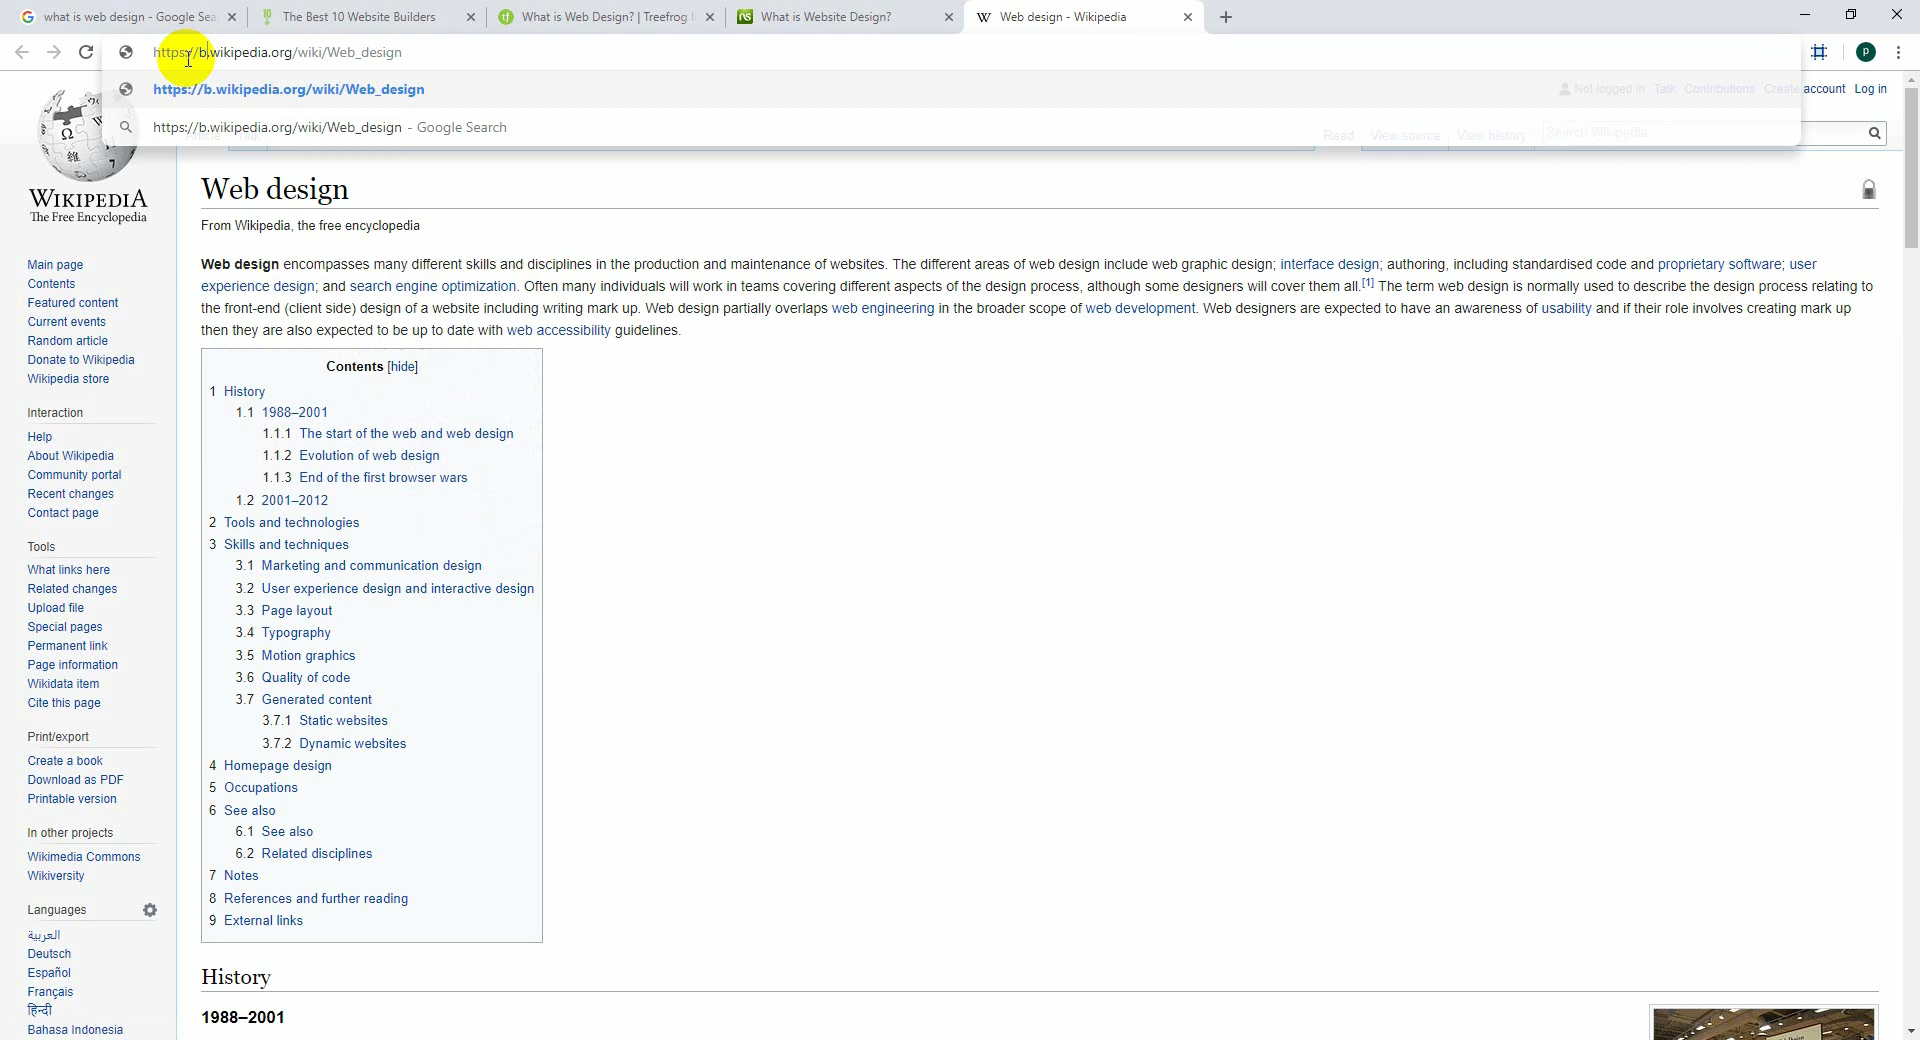 what is web design - Google Sea
The Best 10 Website Builders
What is Web Design? | Treefrog I
What is Website Design?
Web design - Wikipedia
https://b.wikipedia.org/wiki/Web_design
https://b.wikipedia.org/wiki/Web_design
https://b.wikipedia.org/wiki/Web_design - Google Search
Not logged in Talk Contributions Create account Log in
Read View source View history Search Wikipedia
WIKIPEDIA
The Free Encyclopedia
Main page
Contents
Featured content
Current events
Random article
Donate to Wikipedia
Wikipedia store
Interaction
Help
About Wikipedia
Community portal
Recent changes
Contact page
Tools
What links here
Related changes
Upload file
Special pages
Permanent link
Page information
Wikidata item
Cite this page
Print/export
Create a book
Download as PDF
Printable version
In other projects
Wikimedia Commons
Wikiversity
Languages
العربية
Deutsch
Español
Français
हिन्दी
Bahasa Indonesia
Web design
From Wikipedia, the free encyclopedia
Web design encompasses many different skills and disciplines in the production and maintenance of websites. The different areas of web design include web graphic design; interface design; authoring, including standardised code and proprietary software; user
experience design; and search engine optimization. Often many individuals will work in teams covering different aspects of the design process, although some designers will cover them all.[1] The term web design is normally used to describe the design process relating to
the front-end (client side) design of a website including writing mark up. Web design partially overlaps web engineering in the broader scope of web development. Web designers are expected to have an awareness of usability and if their role involves creating mark up
then they are also expected to be up to date with web accessibility guidelines.
Contents [hide]
1 History
1.1 1988–2001
1.1.1 The start of the web and web design
1.1.2 Evolution of web design
1.1.3 End of the first browser wars
1.2 2001–2012
2 Tools and technologies
3 Skills and techniques
3.1 Marketing and communication design
3.2 User experience design and interactive design
3.3 Page layout
3.4 Typography
3.5 Motion graphics
3.6 Quality of code
3.7 Generated content
3.7.1 Static websites
3.7.2 Dynamic websites
4 Homepage design
5 Occupations
6 See also
6.1 See also
6.2 Related disciplines
7 Notes
8 References and further reading
9 External links
History
1988–2001